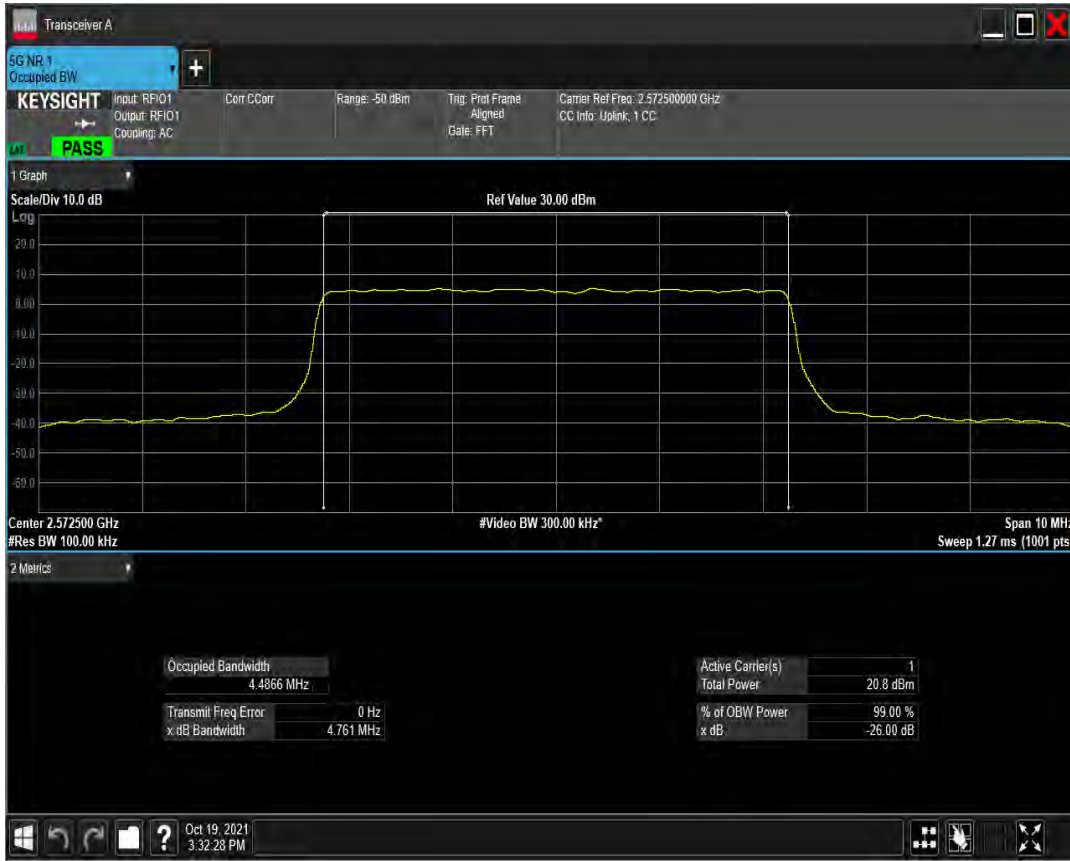 Transceiver A
5G NR 1
Occupied BW
+
KEYSIGHT
PASS
Input: RFIO1
Output: RFIO1
Coupling: AC
Corr CCorr
Range: -50 dBm
Trig: Prot Frame
Aligned
Gate: FFT
Carrier Ref Freq: 2.572500000 GHz
CC Info: Uplink, 1 CC
1 Graph
Scale/Div 10.0 dB
Ref Value 30.00 dBm
Log
20.0
10.0
0.00
-10.0
-20.0
-30.0
-40.0
-50.0
-60.0
Center 2.572500 GHz
#Video BW 300.00 kHz*
Span 10 MHz
#Res BW 100.00 kHz
Sweep 1.27 ms (1001 pts
2 Metrics
Occupied Bandwidth
4.4866 MHz
Transmit Freq Error 0 Hz
x dB Bandwidth 4.761 MHz
Active Carrier(s) 1
Total Power 20.8 dBm
% of OBW Power 99.00 %
x dB -26.00 dB
?
Oct 19, 2021
3:32:28 PM